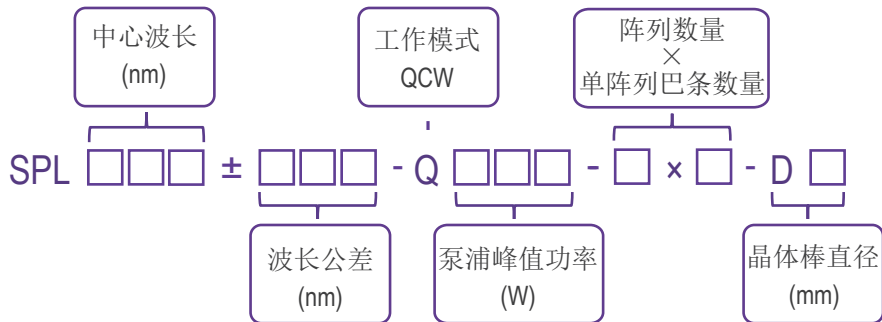 中心波长
(nm)
工作模式
QCW
阵列数量
×
单阵列巴条数量
SPL □□□ ± □□□ - Q □□□ - □ × □ - D □
波长公差
(nm)
泵浦峰值功率
(W)
晶体棒直径
(mm)